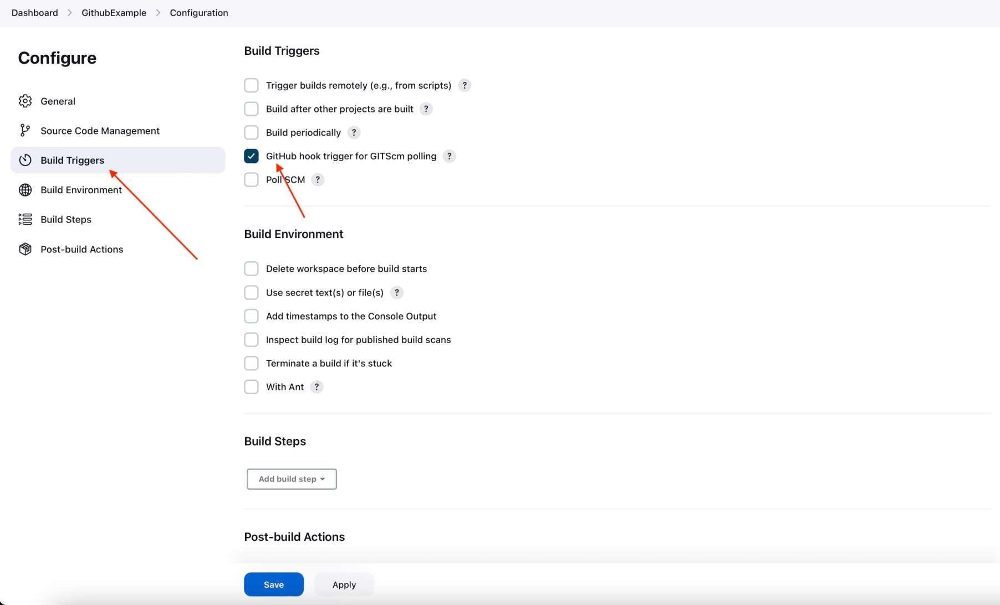 Dashboard > GithubExample > Configuration
Configure
General
Source Code Management
Build Triggers
Build Environment
Build Steps
Post-build Actions
Build Triggers
Trigger builds remotely (e.g., from scripts) ?
Build after other projects are built ?
Build periodically ?
GitHub hook trigger for GITScm polling ?
Poll SCM ?
Build Environment
Delete workspace before build starts
Use secret text(s) or file(s) ?
Add timestamps to the Console Output
Inspect build log for published build scans
Terminate a build if it's stuck
With Ant ?
Build Steps
Add build step
Post-build Actions
Save Apply